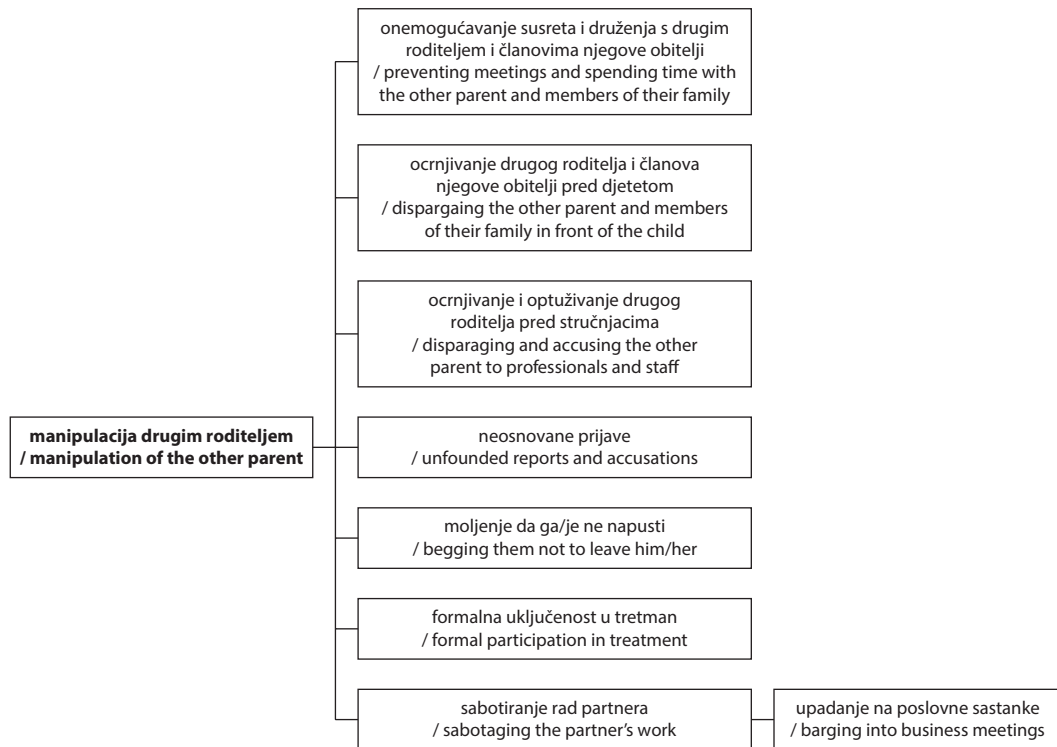 onemogućavanje susreta i druženja s drugim
roditeljem i članovima njegove obitelji
/ preventing meetings and spending time with
the other parent and members of their family
ocrnjivanje drugog roditelja i članova
njegove obitelji pred djetetom
/ dispargaing the other parent and members
of their family in front of the child
ocrnjivanje i optuživanje drugog
roditelja pred stručnjacima
/ disparaging and accusing the other
parent to professionals and staff
manipulacija drugim roditeljem
/ manipulation of the other parent
neosnovane prijave
/ unfounded reports and accusations
moljenje da ga/je ne napusti
/ begging them not to leave him/her
formalna uključenost u tretman
/ formal participation in treatment
sabotiranje rad partnera
/ sabotaging the partner’s work
upadanje na poslovne sastanke
/ barging into business meetings